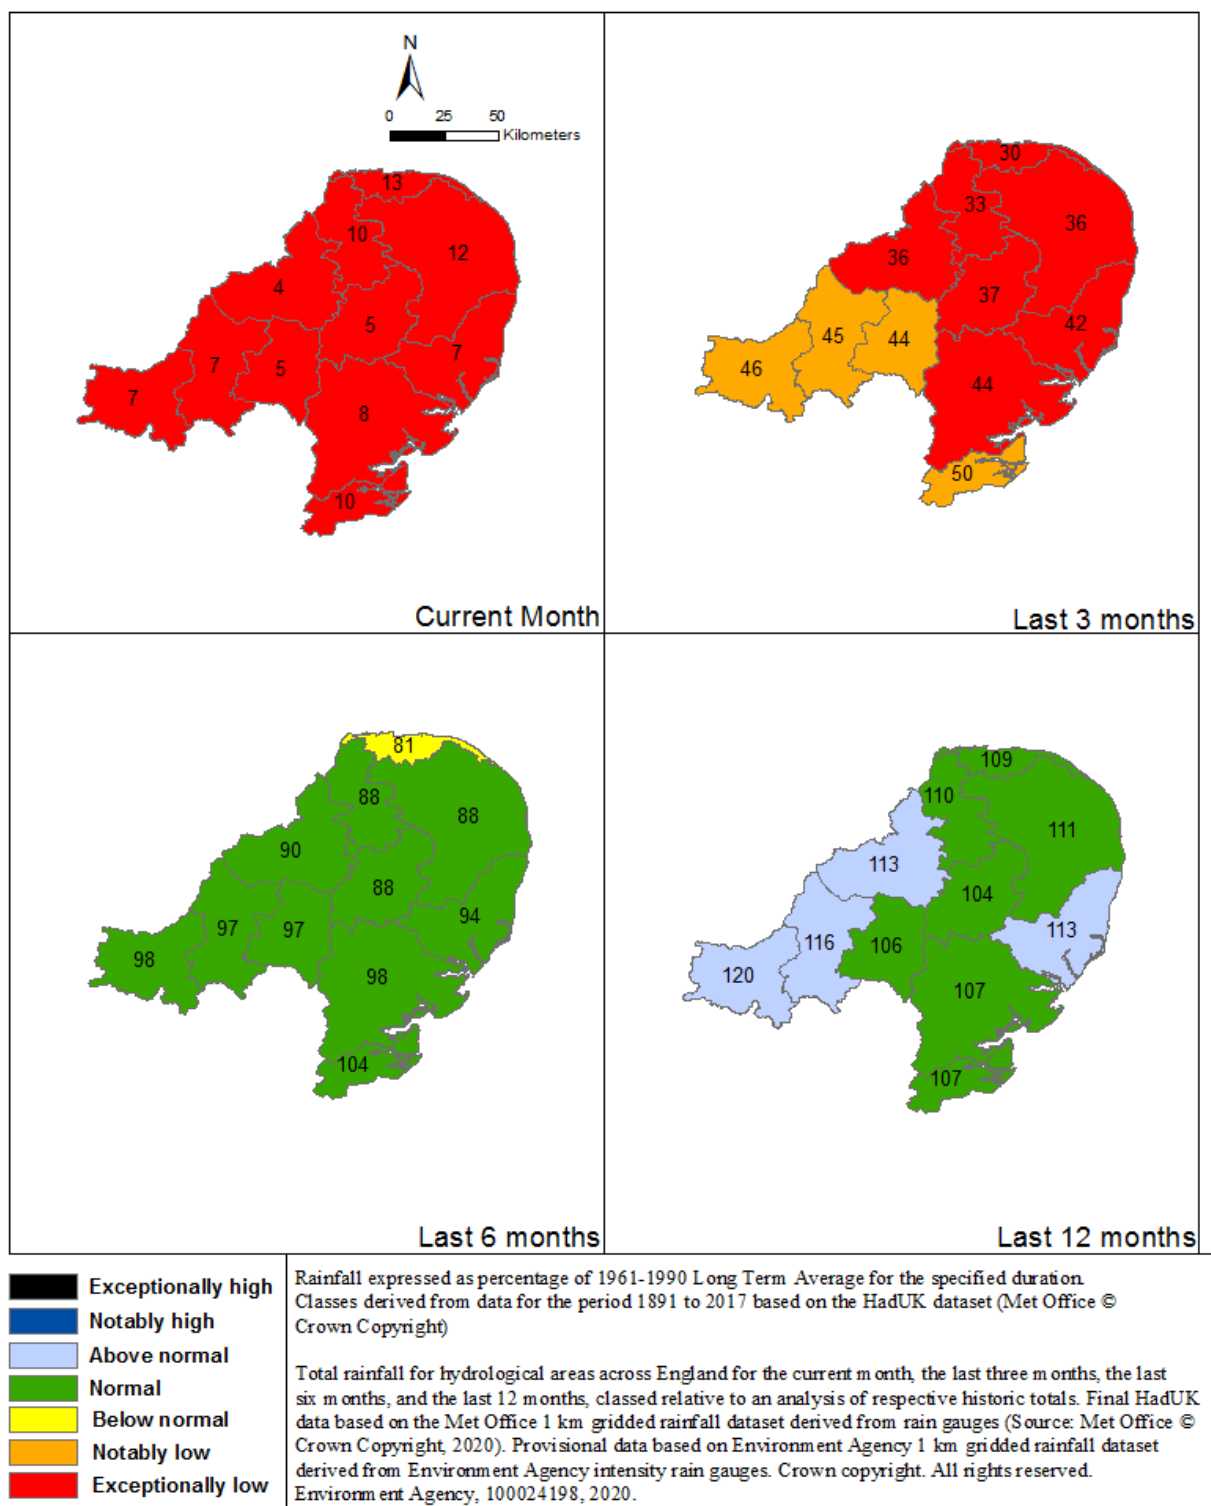 N
0 25 50
Kilometers
13
10
12
4
5
7
7
5
7
8
10
Current Month
30
33
36
36
37
42
45
44
46
44
50
Last 3 months
81
88
88
90
88
94
97
97
98
98
104
Last 6 months
109
110
111
113
104
113
116
106
120
107
107
Last 12 months
Exceptionally high
Notably high
Above normal
Normal
Below normal
Notably low
Exceptionally low
Rainfall expressed as percentage of 1961-1990 Long Term Average for the specified duration.
Classes derived from data for the period 1891 to 2017 based on the HadUK dataset (Met Office ©
Crown Copyright)
Total rainfall for hydrological areas across England for the current month, the last three months, the last
six months, and the last 12 months, classed relative to an analysis of respective historic totals. Final HadUK
data based on the Met Office 1 km gridded rainfall dataset derived from rain gauges (Source: Met Office ©
Crown Copyright, 2020). Provisional data based on Environment Agency 1 km gridded rainfall dataset
derived from Environment Agency intensity rain gauges. Crown copyright. All rights reserved.
Environment Agency, 100024198, 2020.